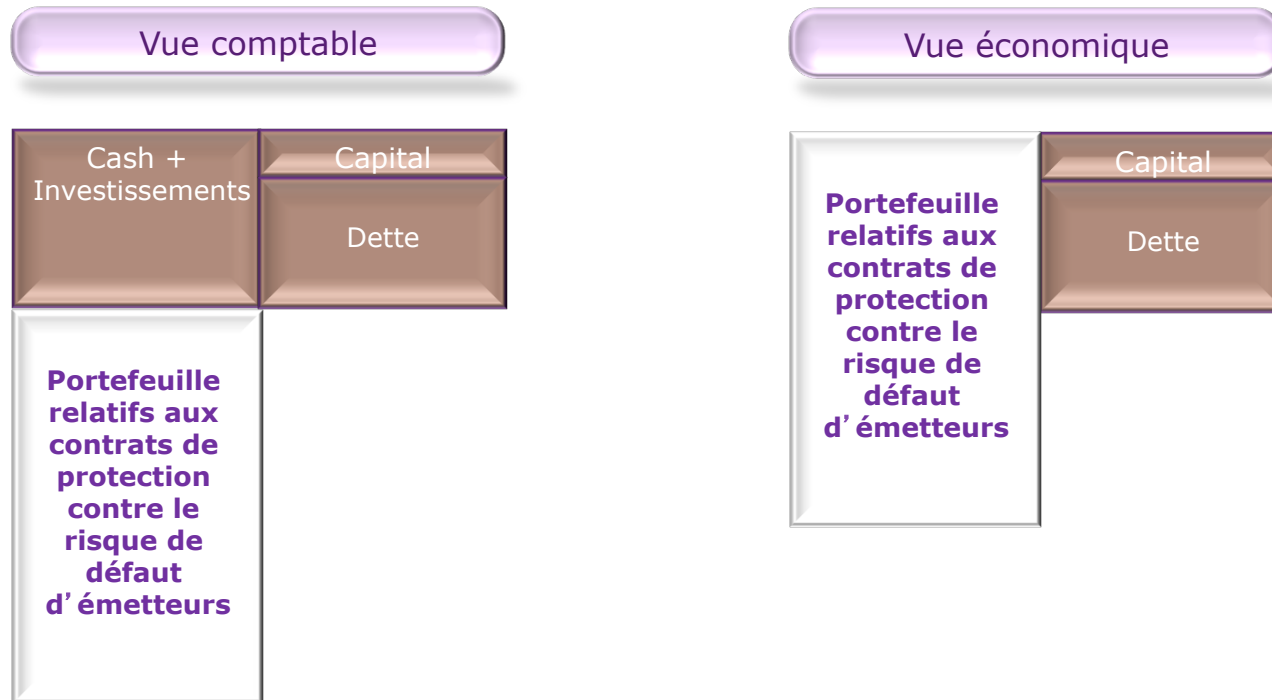 Vue comptable
Cash +
Investissements
Capital
Dette
Portefeuille
relatifs aux
contrats de
protection
contre le
risque de
défaut
d’ émetteurs
Vue économique
Portefeuille
relatifs aux
contrats de
protection
contre le
risque de
défaut
d’ émetteurs
Capital
Dette